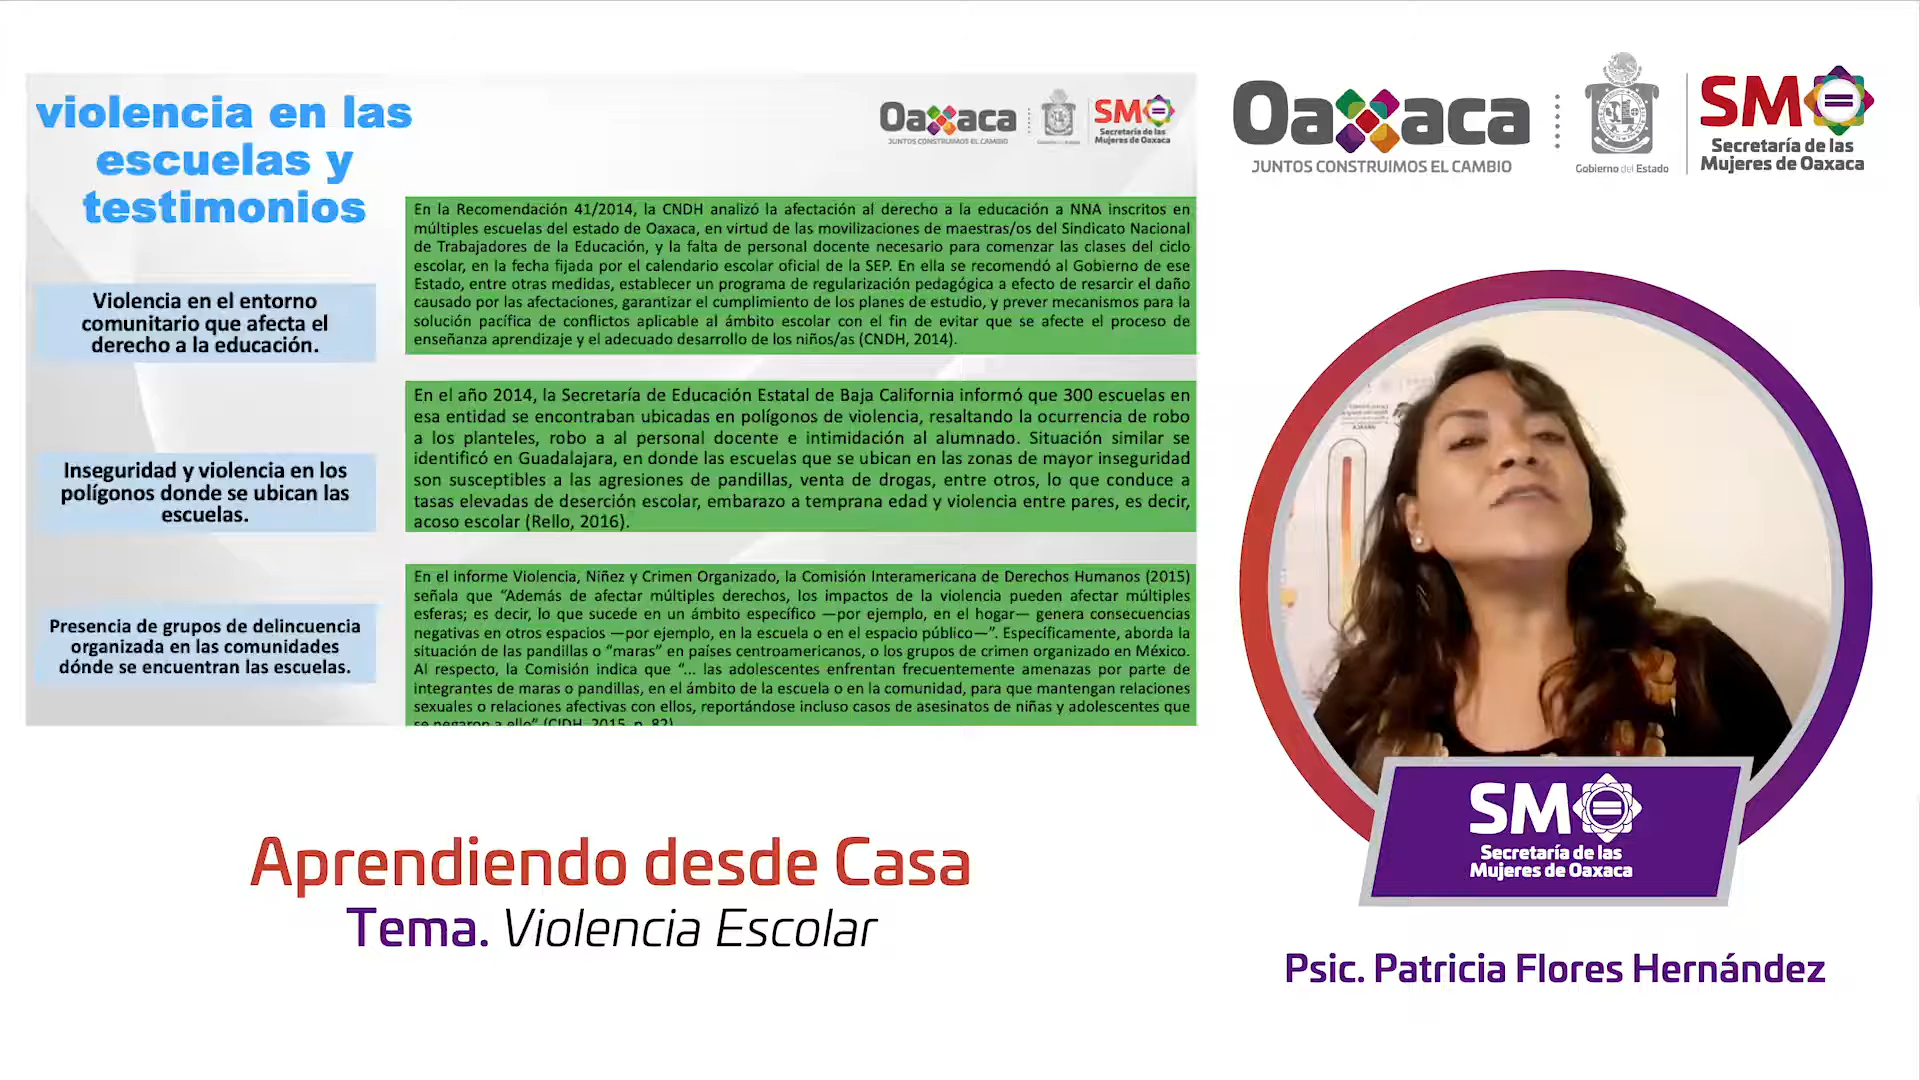 violencia en las
escuelas y
testimonios
Oaxaca
JUNTOS CONSTRUIMOS EL CAMBIO
SM
Secretaría de las
Mujeres de Oaxaca
Violencia en el entorno
comunitario que afecta el
derecho a la educación.
En la Recomendación 41/2014, la CNDH analizó la afectación al derecho a la educación a NNA inscritos en
múltiples escuelas del estado de Oaxaca, en virtud de las movilizaciones de maestras/os del Sindicato Nacional
de Trabajadores de la Educación, y la falta de personal docente necesario para comenzar las clases del ciclo
escolar, en la fecha fijada por el calendario escolar oficial de la SEP. En ella se recomendó al Gobierno de ese
Estado, entre otras medidas, establecer un programa de regularización pedagógica a efecto de resarcir el daño
causado por las afectaciones, garantizar el cumplimiento de los planes de estudio, y prever mecanismos para la
solución pacífica de conflictos aplicable al ámbito escolar con el fin de evitar que se afecte el proceso de
enseñanza aprendizaje y el adecuado desarrollo de los niños/as (CNDH, 2014).
Inseguridad y violencia en los
polígonos donde se ubican las
escuelas.
En el año 2014, la Secretaría de Educación Estatal de Baja California informó que 300 escuelas en
esa entidad se encontraban ubicadas en polígonos de violencia, resaltando la ocurrencia de robo
a los planteles, robo a al personal docente e intimidación al alumnado. Situación similar se
identificó en Guadalajara, en donde las escuelas que se ubican en las zonas de mayor inseguridad
son susceptibles a las agresiones de pandillas, venta de drogas, entre otros, lo que conduce a
tasas elevadas de deserción escolar, embarazo a temprana edad y violencia entre pares, es decir,
acoso escolar (Rello, 2016).
Presencia de grupos de delincuencia
organizada en las comunidades
dónde se encuentran las escuelas.
En el informe Violencia, Niñez y Crimen Organizado, la Comisión Interamericana de Derechos Humanos (2015)
señala que “Además de afectar múltiples derechos, los impactos de la violencia pueden afectar múltiples
esferas; es decir, lo que sucede en un ámbito específico —por ejemplo, en el hogar— genera consecuencias
negativas en otros espacios —por ejemplo, en la escuela o en el espacio público—”. Específicamente, aborda la
situación de las pandillas o “maras” en países centroamericanos, o los grupos de crimen organizado en México.
Al respecto, la Comisión indica que “... las adolescentes enfrentan frecuentemente amenazas por parte de
integrantes de maras o pandillas, en el ámbito de la escuela o en la comunidad, para que mantengan relaciones
sexuales o relaciones afectivas con ellos, reportándose incluso casos de asesinatos de niñas y adolescentes que
se negaron a ello” (CIDH, 2015, p. 82).
Oaxaca
JUNTOS CONSTRUIMOS EL CAMBIO
Gobierno del Estado
SM
Secretaría de las
Mujeres de Oaxaca
SM
Secretaría de las
Mujeres de Oaxaca
Psic. Patricia Flores Hernández
Aprendiendo desde Casa
Tema. Violencia Escolar